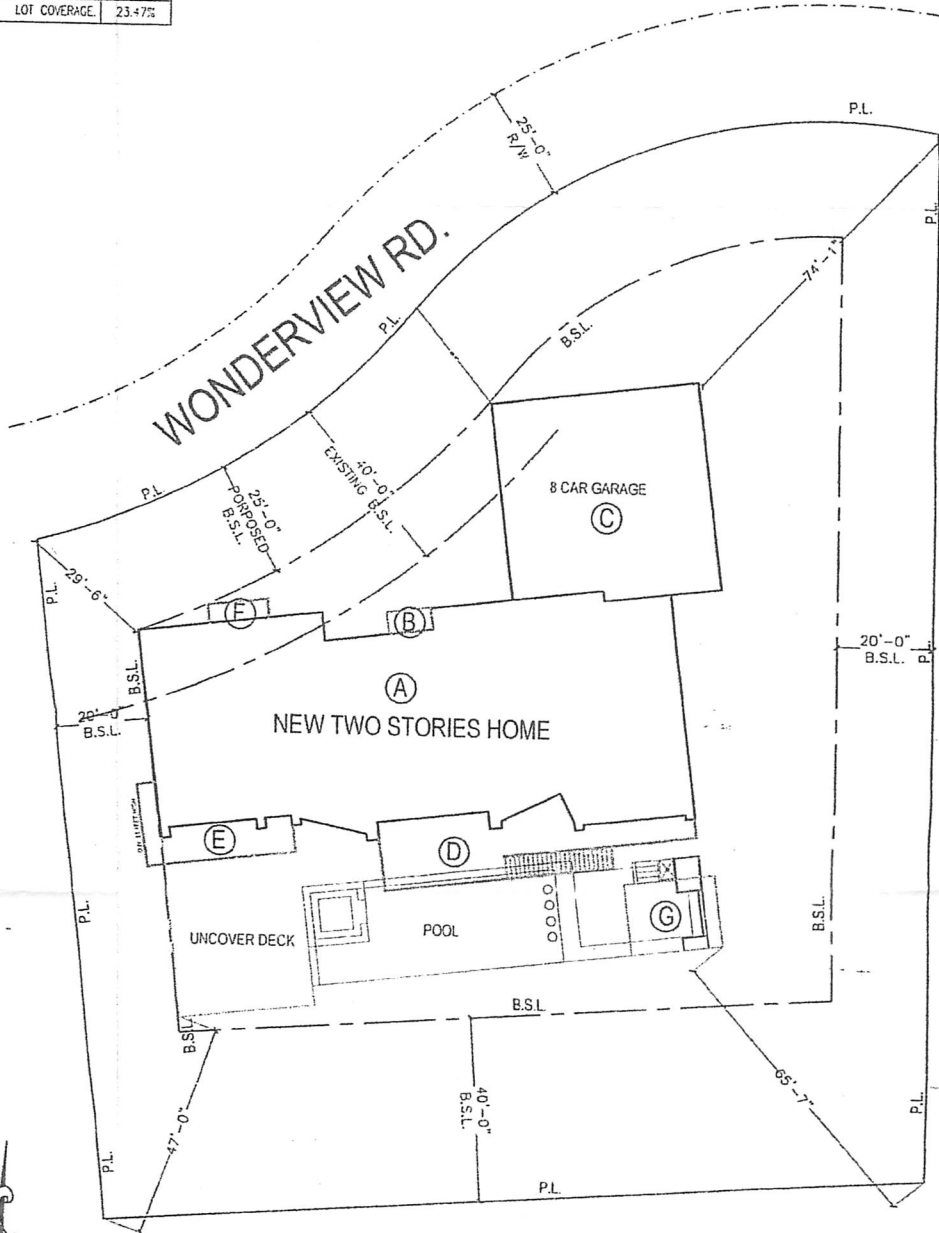 LOT COVERAGE. 23.47%
P.L.
25'-0"
R/W
P.L.
WONDERVIEW RD.
P.L.
74'-1"
B.S.L.
40'-0"
EXISTING B.S.L.
P.L.
25'-0"
PORPOSED
B.S.L.
8 CAR GARAGE
C
29'-6"
P.L.
F
B
20'-0"
B.S.L.
P.L.
B.S.L.
A
20'-0"
B.S.L.
NEW TWO STORIES HOME
E
D
P.L.
UNCOVER DECK
POOL
G
B.S.L.
B.S.L.
B.S.L
40'-0"
B.S.L.
65'-7"
47'-0"
P.L.
P.L.
P.L.